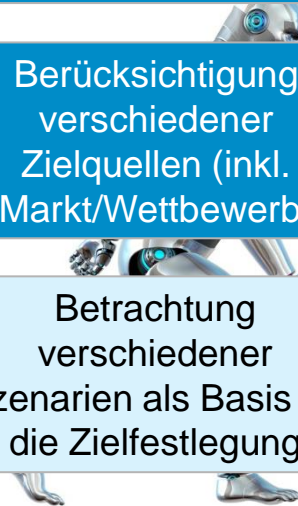 Berücksichtigung
verschiedener
Zielquellen (inkl.
Markt/Wettbewerb
Betrachtung
verschiedener
zenarien als Basis
die Zielfestlegung